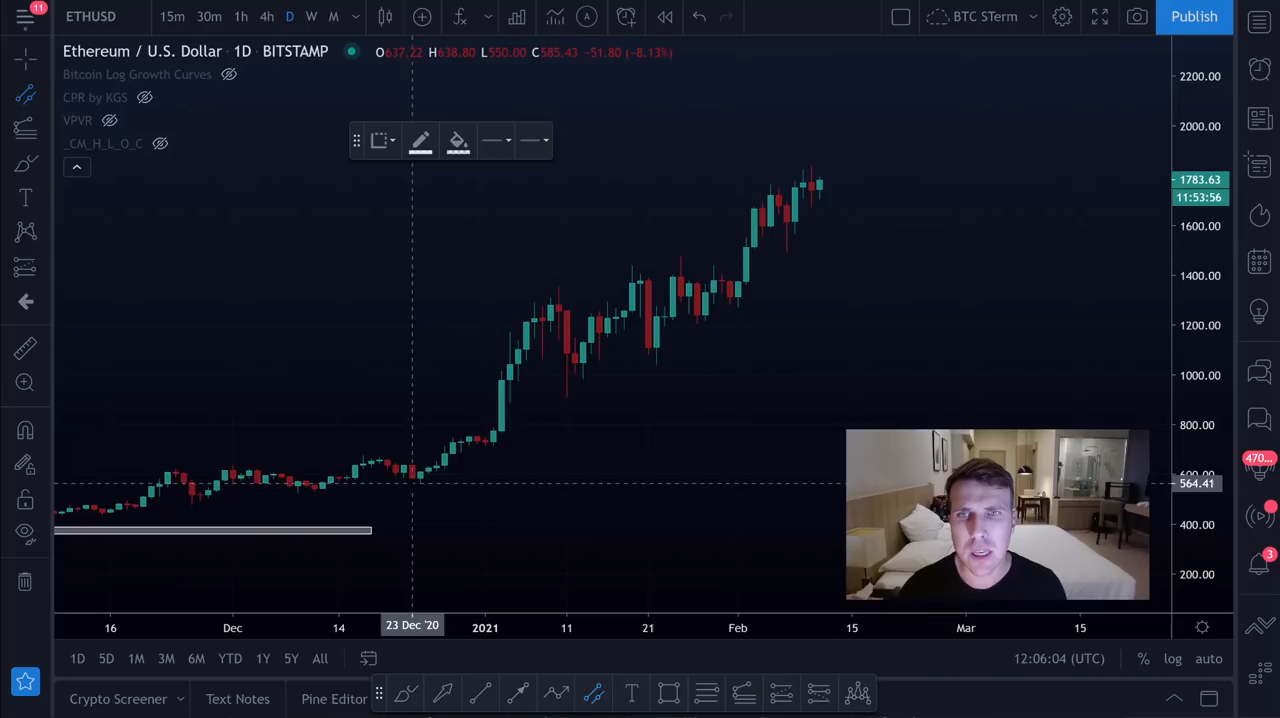 11
ETHUSD 15m 30m 1h 4h D W M A BTC STerm Publish
Ethereum / U.S. Dollar · 1D · BITSTAMP O637.22 H638.80 L550.00 C585.43 -51.80 (-8.13%)
Bitcoin Log Growth Curves
CPR by KGS
VPVR
_CM_H_L_O_C
2200.00
2000.00
1783.63
11:53:56
1600.00
1400.00
1200.00
1000.00
800.00
600.00
564.41
400.00
200.00
470...
3
16 Dec 14 23 Dec '20 2021 11 21 Feb 15 Mar 15
1D 5D 1M 3M 6M YTD 1Y 5Y All 12:06:04 (UTC) % log auto
Crypto Screener Text Notes Pine Editor T